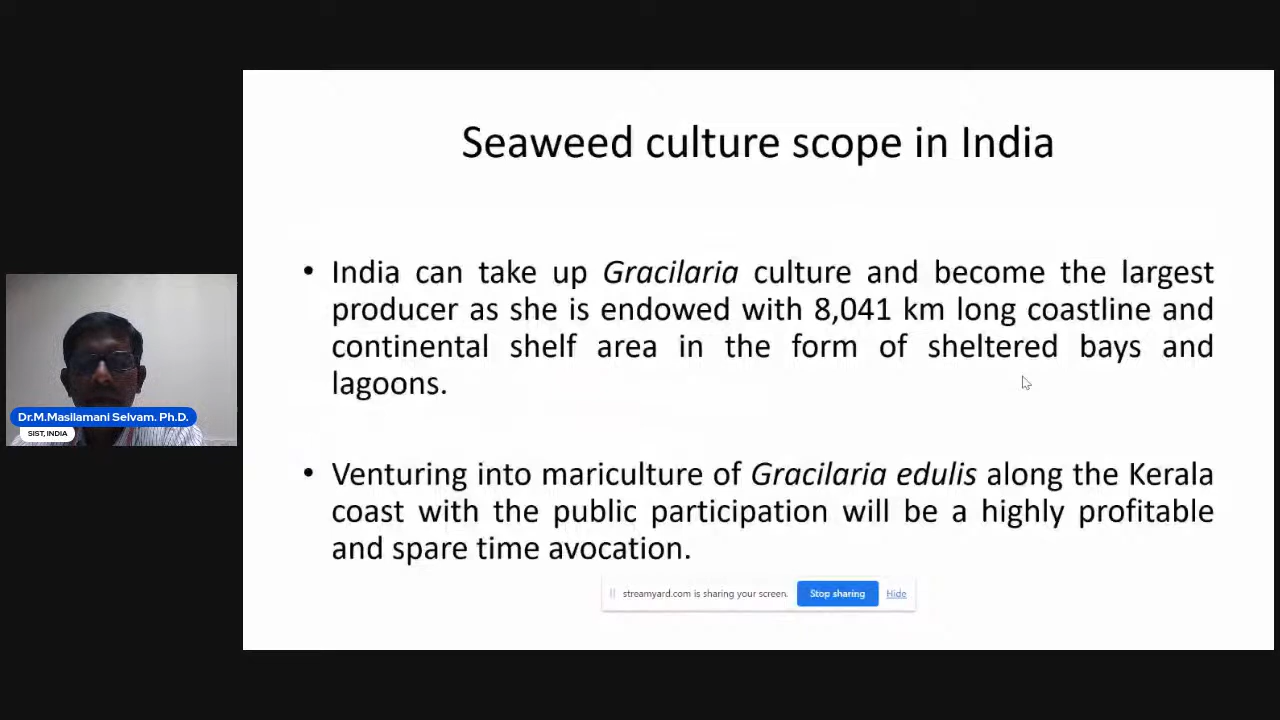 Seaweed culture scope in India
• India can take up Gracilaria culture and become the largest
producer as she is endowed with 8,041 km long coastline and
continental shelf area in the form of sheltered bays and
lagoons.
• Venturing into mariculture of Gracilaria edulis along the Kerala
coast with the public participation will be a highly profitable
and spare time avocation.
streamyard.com is sharing your screen. Stop sharing Hide
Dr.M.Masilamani Selvam. Ph.D.
SIST, INDIA